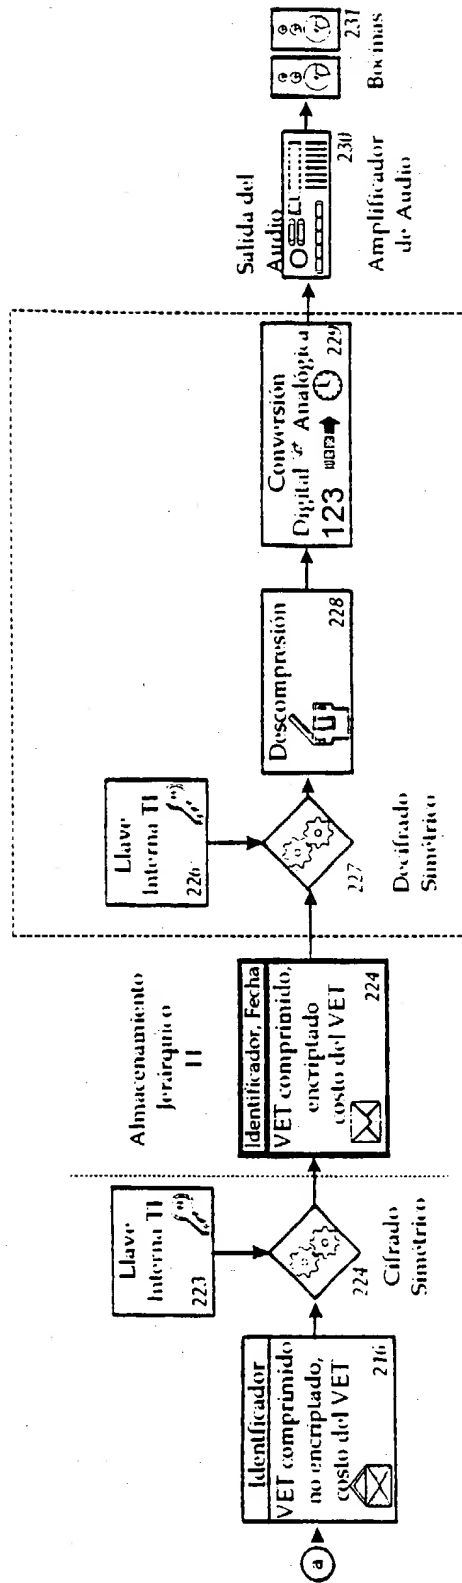 a
Identificador
VET comprimido
no encriptado,
costo del VET
216
Llave
Interna TI
223
224
Cifrado
Simétrico
Almacenamiento
Jerárquico
Identificador, Fecha
VET comprimido,
encriptado
costo del VET
224
Llave
Interna TI
226
227
Decifrado
Simétrico
Descompresión
228
Conversión
Digital
Analógica
123
229
Salida del
Audio
230
Amplificador
de Audio
231
Bocinas